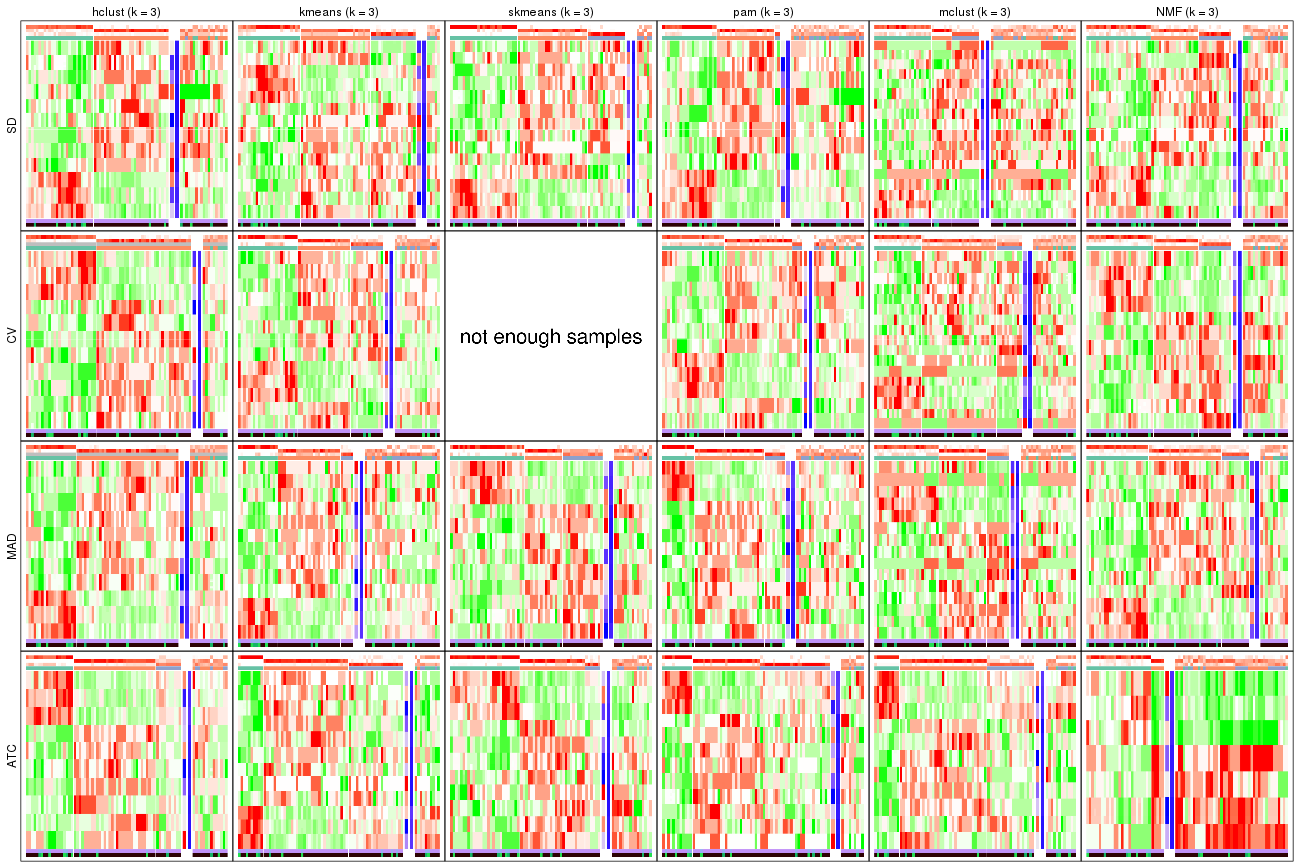 hclust (k = 3) kmeans (k = 3) skmeans (k = 3) pam (k = 3) mclust (k = 3) NMF (k = 3)
SD
CV
not enough samples
MAD
ATC